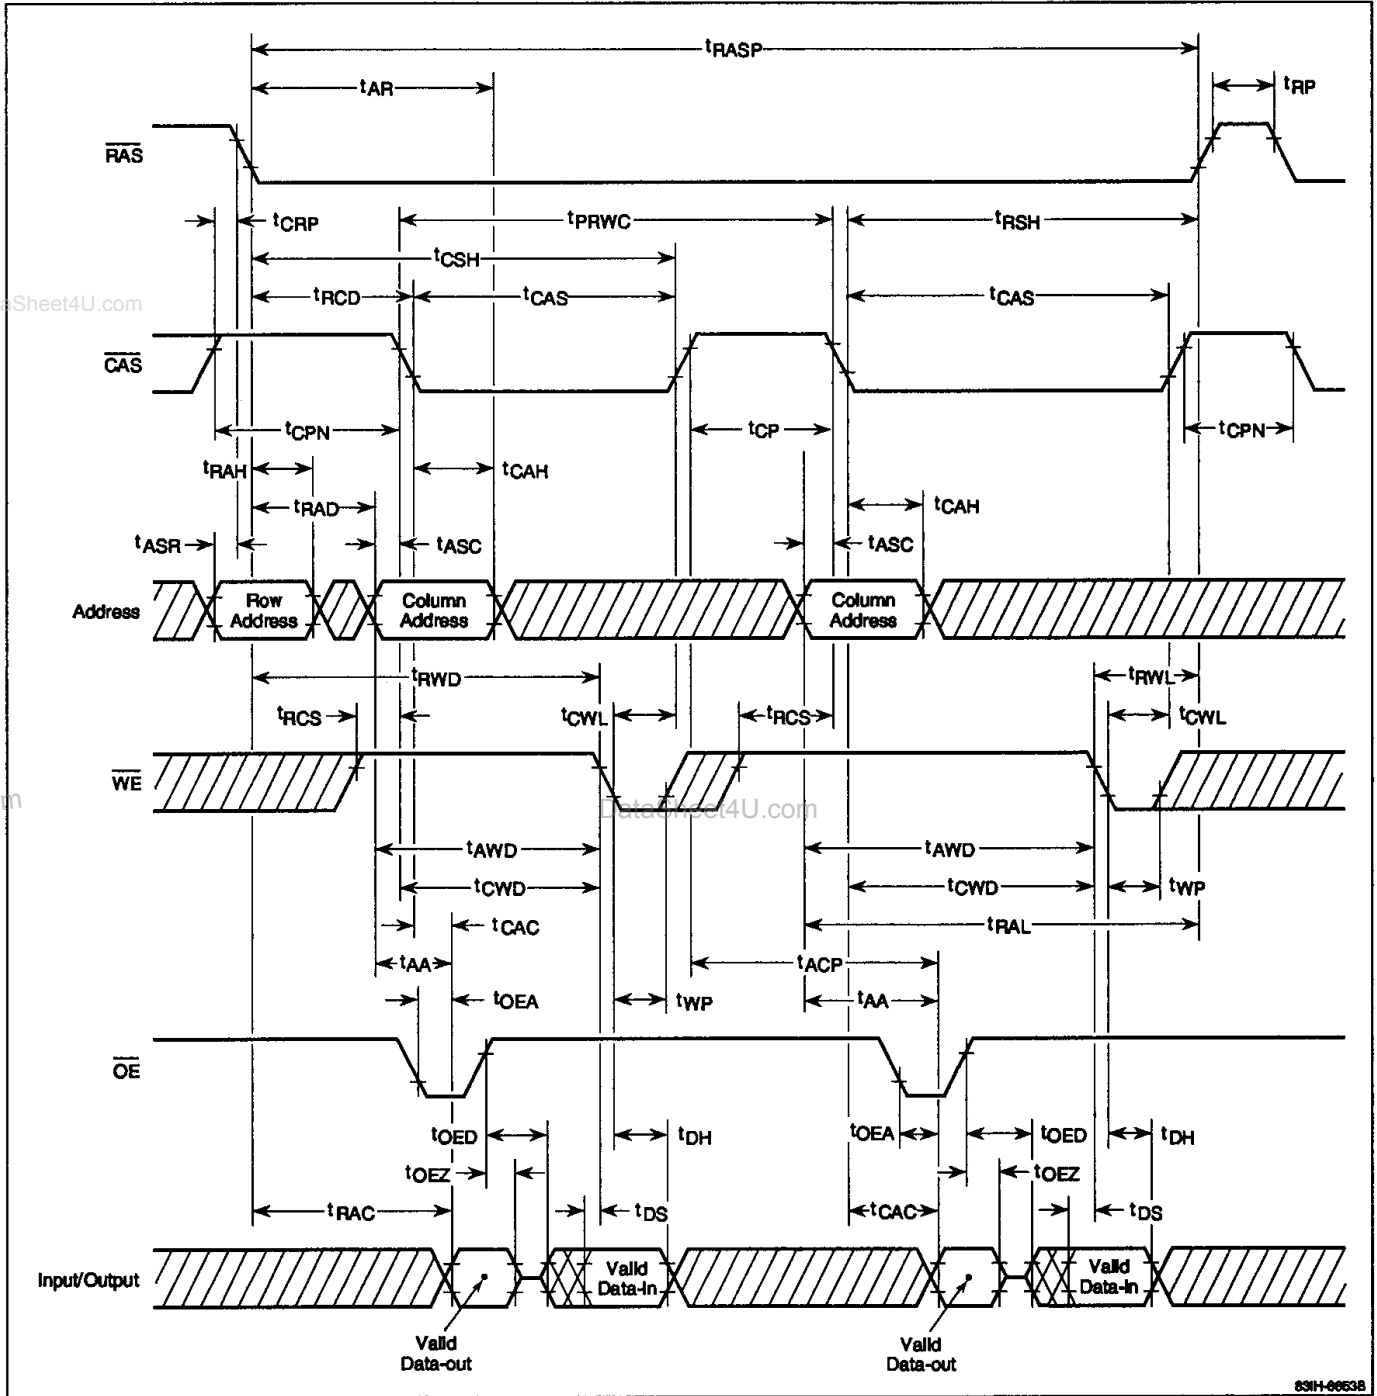 tRASP
tAR
tRP
RAS
tCRP
tPRWC
tRSH
tCSH
tRCD
tCAS
tCAS
aSheet4U.com
CAS
tCPN
tCP
tCPN
tRAH
tCAH
tRAD
tCAH
tASR
tASC
tASC
Address
Row Address
Column Address
Column Address
tRWD
tRWL
tRCS
tCWL
tRCS
tCWL
WE
m
DataSheet4U.com
tAWD
tAWD
tCWD
tCWD
tWP
tCAC
tRAL
tAA
tACP
tOEA
tWP
tAA
OE
tOED
tDH
tOEA
tOED
tDH
tOEZ
tOEZ
tRAC
tDS
tCAC
tDS
Input/Output
Valid Data-In
Valid Data-In
Valid Data-out
Valid Data-out
83IH-6653B